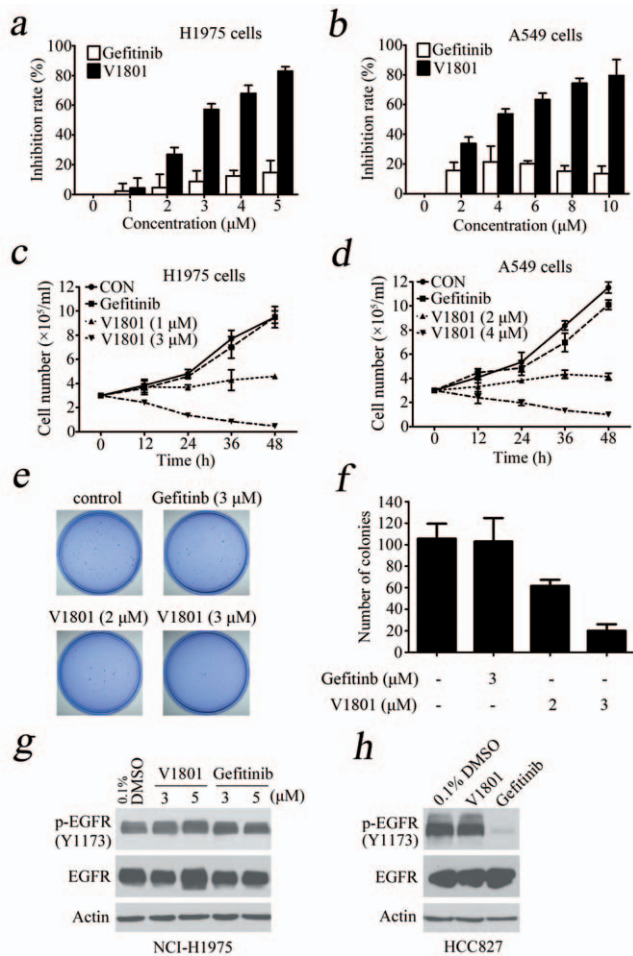 a
H1975 cells
Gefitinib
V1801
Inhibition rate (%)
100
80
60
40
20
0
0 1 2 3 4 5
Concentration (μM)
b
A549 cells
Gefitinib
V1801
Inhibition rate (%)
100
80
60
40
20
0
0 2 4 6 8 10
Concentration (μM)
c
H1975 cells
CON
Gefitinib
V1801 (1 μM)
V1801 (3 μM)
Cell number (×10⁵/ml)
12
10
8
6
4
2
0
0 12 24 36 48
Time (h)
d
A549 cells
CON
Gefitinib
V1801 (2 μM)
V1801 (4 μM)
Cell number (×10⁵/ml)
12
10
8
6
4
2
0
0 12 24 36 48
Time (h)
e
control
Gefitinb (3 μM)
V1801 (2 μM)
V1801 (3 μM)
f
Number of colonies
140
120
100
80
60
40
20
0
Gefitinib (μM) - 3 - -
V1801 (μM) - - 2 3
g
0.1% DMSO
V1801 Gefitinib
3 5 3 5 (μM)
p-EGFR
(Y1173)
EGFR
Actin
NCI-H1975
h
0.1% DMSO
V1801
Gefitinib
p-EGFR
(Y1173)
EGFR
Actin
HCC827